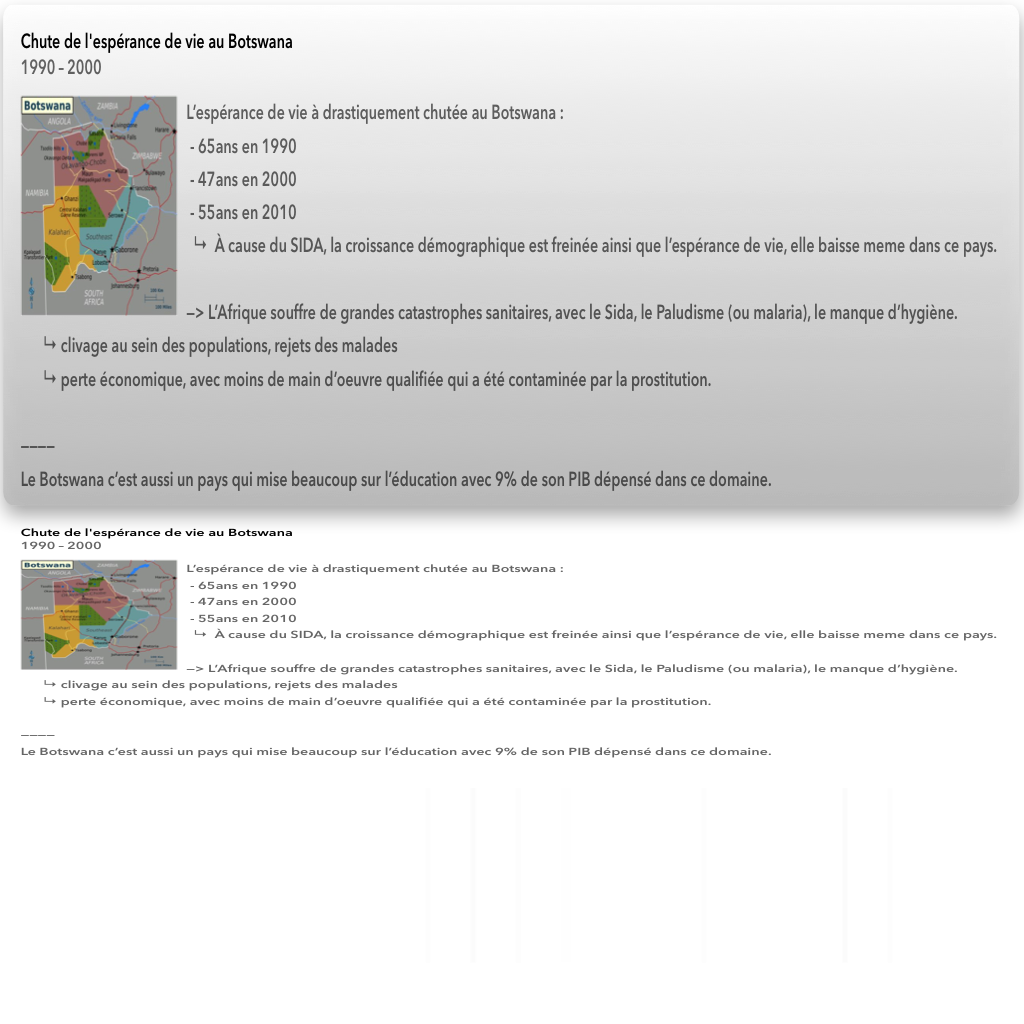 Chute de l'espérance de vie au Botswana
1990 – 2000
Botswana
ZAMBIA
ANGOLA
ZIMBABWE
NAMIBIA
Kalahari
Southeast
SOUTH
AFRICA
L’espérance de vie à drastiquement chutée au Botswana :
- 65ans en 1990
- 47ans en 2000
- 55ans en 2010
↳ À cause du SIDA, la croissance démographique est freinée ainsi que l’espérance de vie, elle baisse meme dans ce pays.
—> L’Afrique souffre de grandes catastrophes sanitaires, avec le Sida, le Paludisme (ou malaria), le manque d’hygiène.
↳ clivage au sein des populations, rejets des malades
↳ perte économique, avec moins de main d’oeuvre qualifiée qui a été contaminée par la prostitution.
————
Le Botswana c’est aussi un pays qui mise beaucoup sur l’éducation avec 9% de son PIB dépensé dans ce domaine.
Chute de l'espérance de vie au Botswana
1990 – 2000
Botswana
L’espérance de vie à drastiquement chutée au Botswana :
- 65ans en 1990
- 47ans en 2000
- 55ans en 2010
↳ À cause du SIDA, la croissance démographique est freinée ainsi que l’espérance de vie, elle baisse meme dans ce pays.
—> L’Afrique souffre de grandes catastrophes sanitaires, avec le Sida, le Paludisme (ou malaria), le manque d’hygiène.
↳ clivage au sein des populations, rejets des malades
↳ perte économique, avec moins de main d’oeuvre qualifiée qui a été contaminée par la prostitution.
————
Le Botswana c’est aussi un pays qui mise beaucoup sur l’éducation avec 9% de son PIB dépensé dans ce domaine.